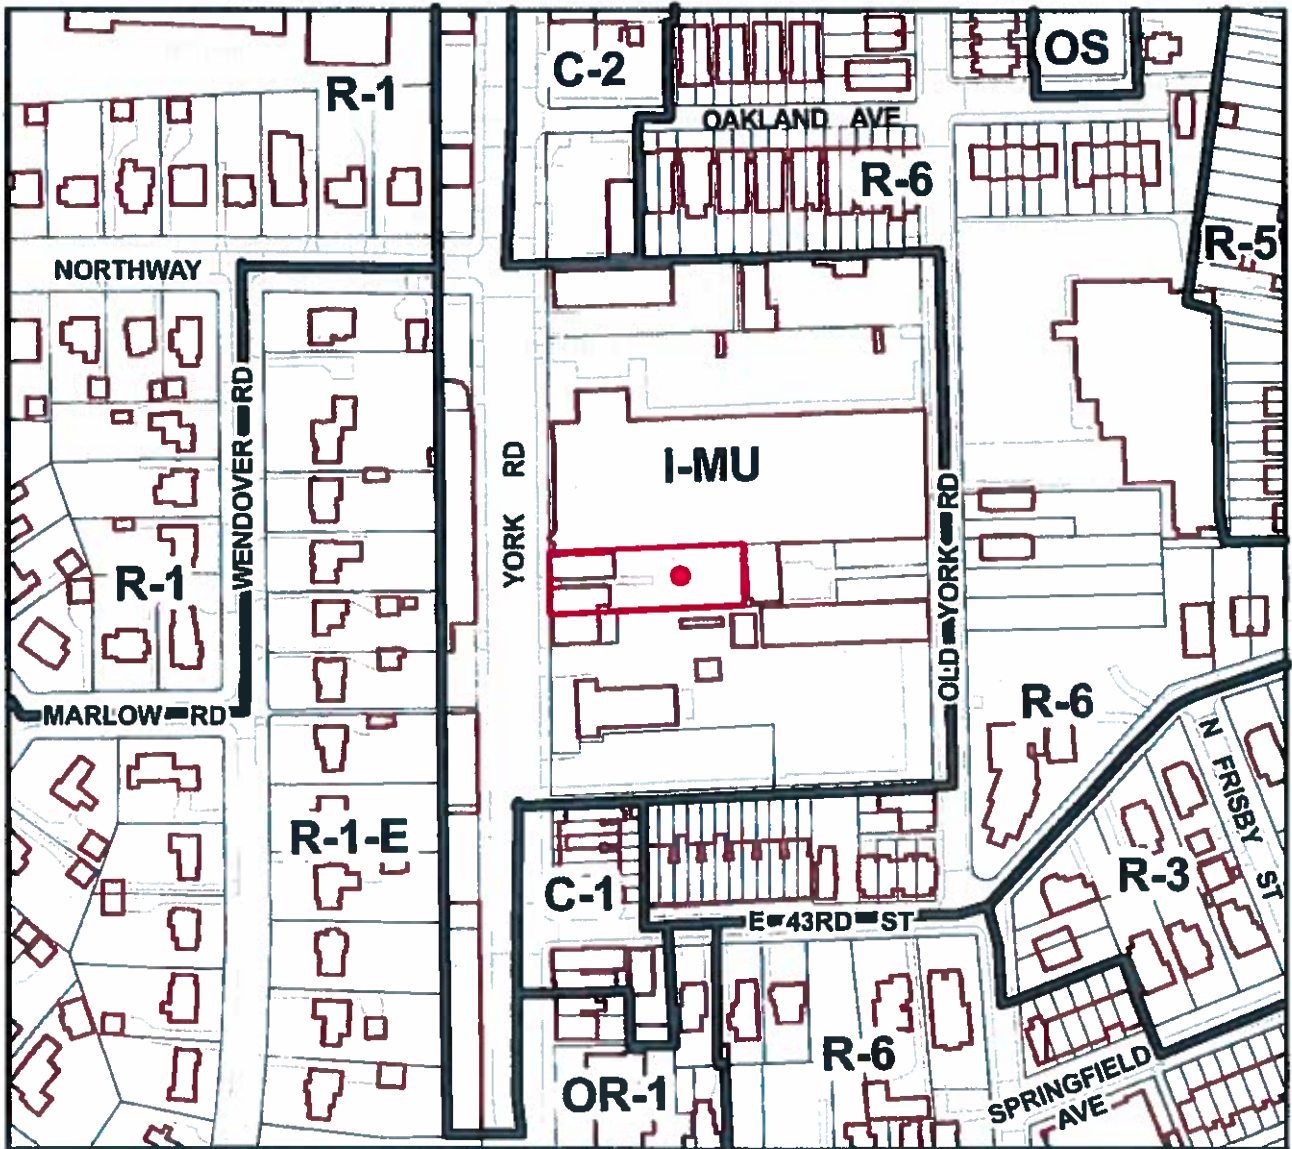 C-2
OS
R-1
OAKLAND AVE
R-6
R-5
NORTHWAY
WENDOVER RD
YORK RD
I-MU
OLD YORK RD
R-1
MARLOW RD
R-6
N FRISBY ST
R-1-E
R-3
C-1
E 43RD ST
R-6
OR-1
SPRINGFIELD
AVE